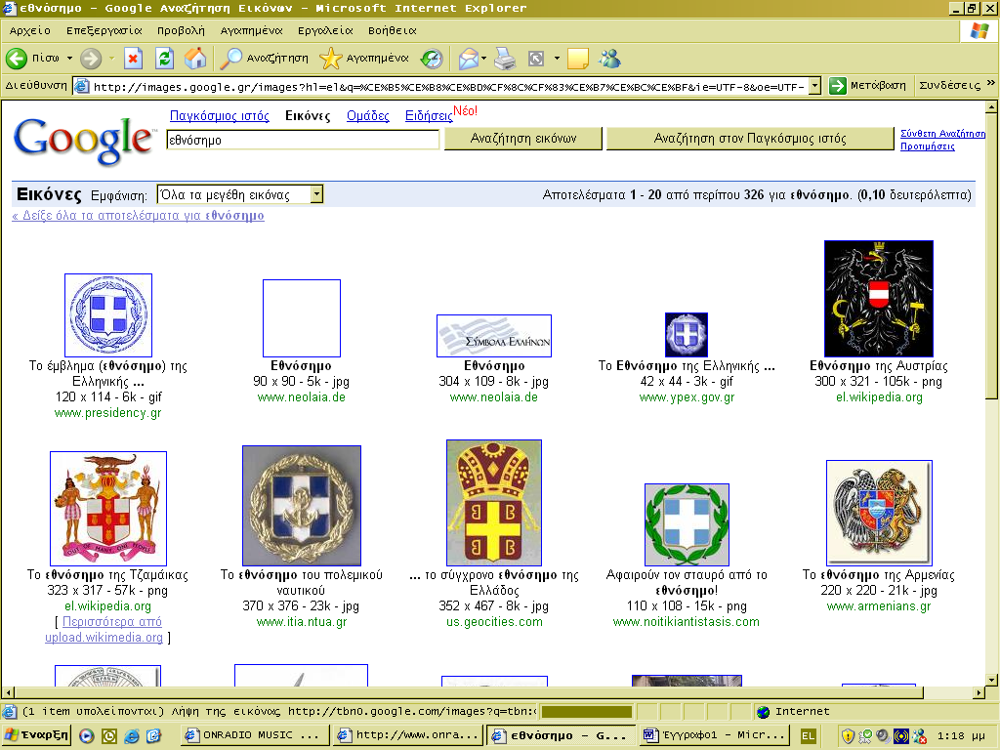 εθνόσημο - Google Αναζήτηση Εικόνων - Microsoft Internet Explorer
Αρχείο Επεξεργασία Προβολή Αγαπημένα Εργαλεία Βοήθεια
Πίσω Αναζήτηση Αγαπημένα
Διεύθυνση http://images.google.gr/images?hl=el&q=%CE%B5%CE%B8%CE%BD%CF%8C%CF%83%CE%B7%CE%BC%CE%BF&ie=UTF-8&oe=UTF- Μετάβαση Συνδέσεις »
Google™
Παγκόσμιος ιστός Εικόνες Ομάδες Ειδήσεις Νέο!
εθνόσημο Αναζήτηση εικόνων Αναζήτηση στον Παγκόσμιο ιστό Σύνθετη Αναζήτηση
Προτιμήσεις
Εικόνες Εμφάνιση: Όλα τα μεγέθη εικόνας Αποτελέσματα 1 - 20 από περίπου 326 για εθνόσημο. (0,10 δευτερόλεπτα)
« Δείξε όλα τα αποτελέσματα για εθνόσημο
ΣΥΜΒΟΛΑ ΕΛΛΗΝΩΝ
Το έμβλημα (εθνόσημο) της
Ελληνικής ...
120 x 114 - 6k - gif
www.presidency.gr
Εθνόσημο
90 x 90 - 5k - jpg
www.neolaia.de
Εθνόσημο
304 x 109 - 8k - jpg
www.neolaia.de
Το Εθνόσημο της Ελληνικής ...
42 x 44 - 3k - gif
www.ypex.gov.gr
Εθνόσημο της Αυστρίας
300 x 321 - 105k - png
el.wikipedia.org
OUT OF MANY, ONE PEOPLE
Το εθνόσημο της Τζαμάικας
323 x 317 - 57k - png
el.wikipedia.org
[ Περισσότερα από
upload.wikimedia.org ]
Το εθνόσημο του πολεμικού
ναυτικού
370 x 376 - 23k - jpg
www.itia.ntua.gr
... το σύγχρονο εθνόσημο της
Ελλάδος
352 x 467 - 8k - jpg
us.geocities.com
Αφαιρούν τον σταυρό από το
εθνόσημο!
110 x 108 - 15k - png
www.noitikiantistasis.com
Το εθνόσημο της Αρμενίας
220 x 220 - 21k - jpg
www.armenians.gr
(1 item υπολείπονται) Λήψη της εικόνας http://tbn0.google.com/images?q=tbn: Internet
Έναρξη ONRADIO MUSIC ... http://www.onra... εθνόσημο - G... Έγγραφο1 - Micr... EL 1:18 μμ